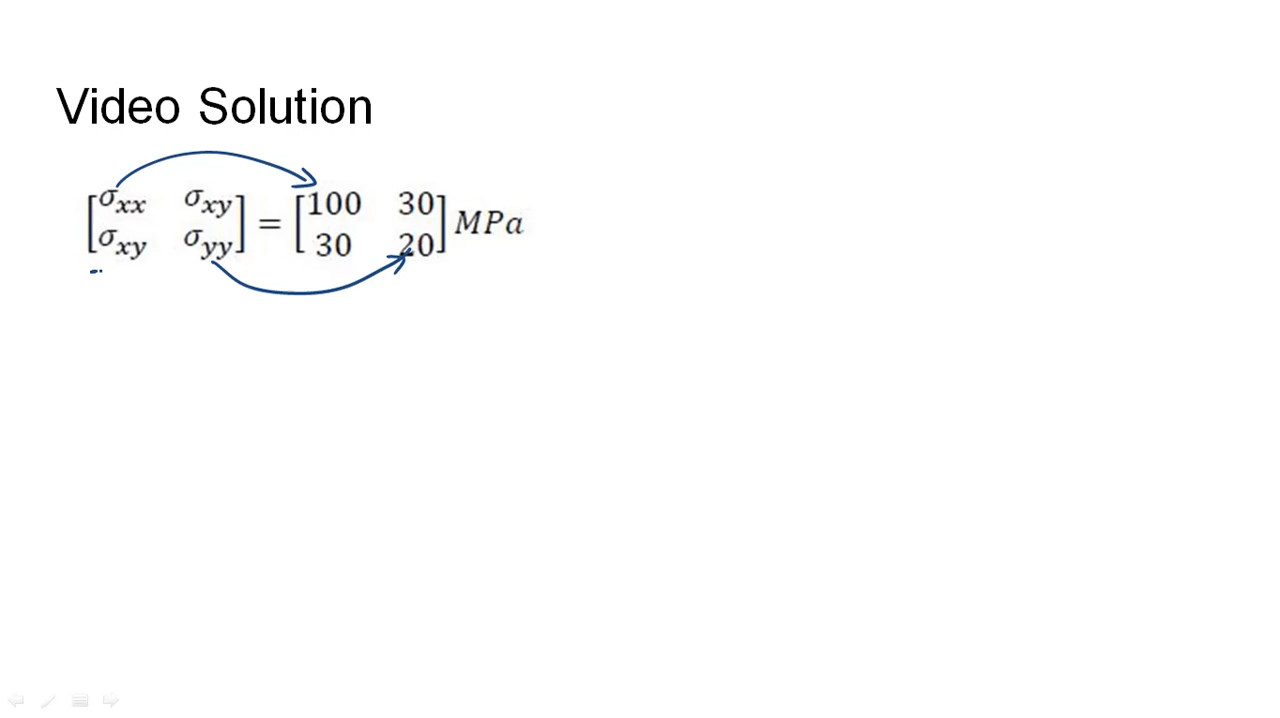 Video Solution
[σxx σxy] = [100 30] MPa
[σxy σyy] [30 20]